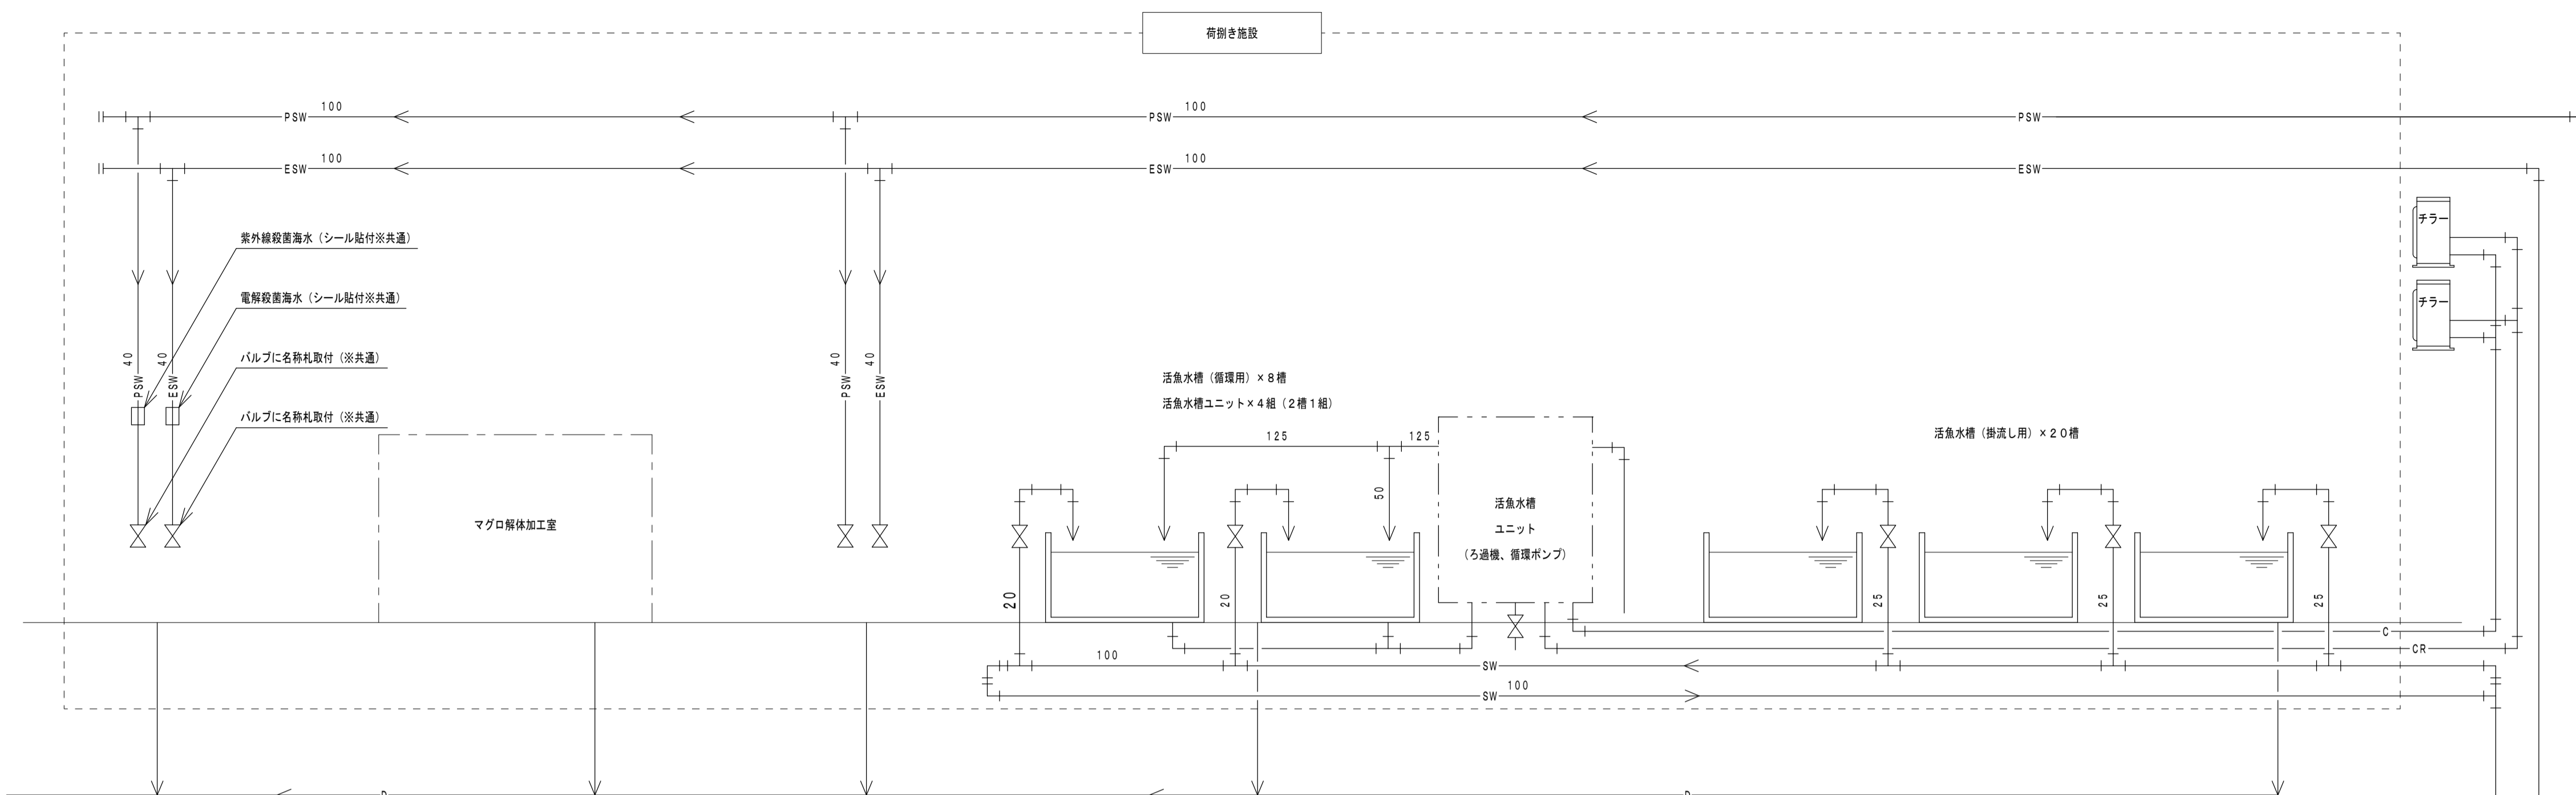 荷捌き施設
100
100
PSW
PSW
PSW
100
100
ESW
ESW
ESW
チラー
紫外線殺菌海水（シール貼付※共通）
電解殺菌海水（シール貼付※共通）
チラー
バルブに名称札取付（※共通）
バルブに名称札取付（※共通）
40
PSW
40
ESW
40
PSW
40
ESW
活魚水槽（循環用）×８槽
活魚水槽ユニット×４組（２槽１組）
125
125
50
活魚水槽（掛流し用）×２０槽
マグロ解体加工室
活魚水槽
ユニット
（ろ過機、循環ポンプ）
20
20
25
25
25
C
CR
100
SW
100
SW